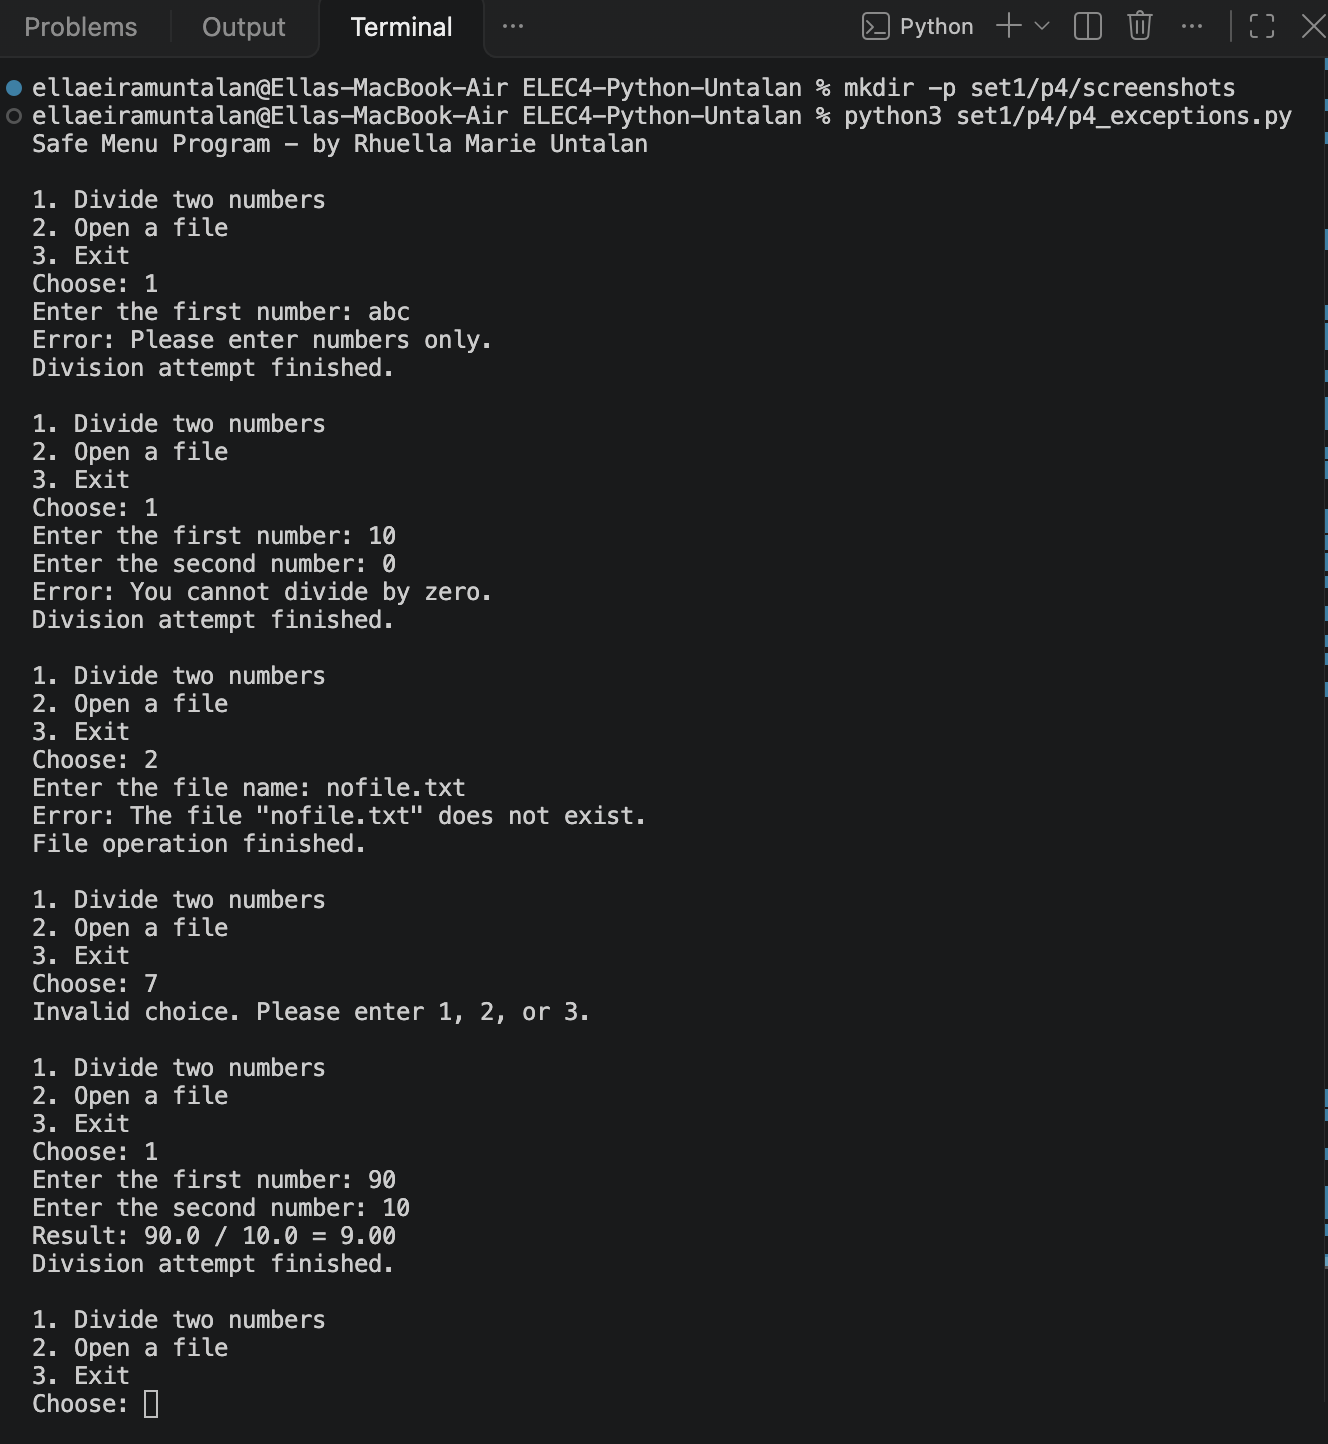 Problems Output Terminal ··· Python ···
ellaeiramuntalan@Ellas-MacBook-Air ELEC4-Python-Untalan % mkdir -p set1/p4/screenshots
ellaeiramuntalan@Ellas-MacBook-Air ELEC4-Python-Untalan % python3 set1/p4/p4_exceptions.py
Safe Menu Program - by Rhuella Marie Untalan
1. Divide two numbers
2. Open a file
3. Exit
Choose: 1
Enter the first number: abc
Error: Please enter numbers only.
Division attempt finished.
1. Divide two numbers
2. Open a file
3. Exit
Choose: 1
Enter the first number: 10
Enter the second number: 0
Error: You cannot divide by zero.
Division attempt finished.
1. Divide two numbers
2. Open a file
3. Exit
Choose: 2
Enter the file name: nofile.txt
Error: The file "nofile.txt" does not exist.
File operation finished.
1. Divide two numbers
2. Open a file
3. Exit
Choose: 7
Invalid choice. Please enter 1, 2, or 3.
1. Divide two numbers
2. Open a file
3. Exit
Choose: 1
Enter the first number: 90
Enter the second number: 10
Result: 90.0 / 10.0 = 9.00
Division attempt finished.
1. Divide two numbers
2. Open a file
3. Exit
Choose: